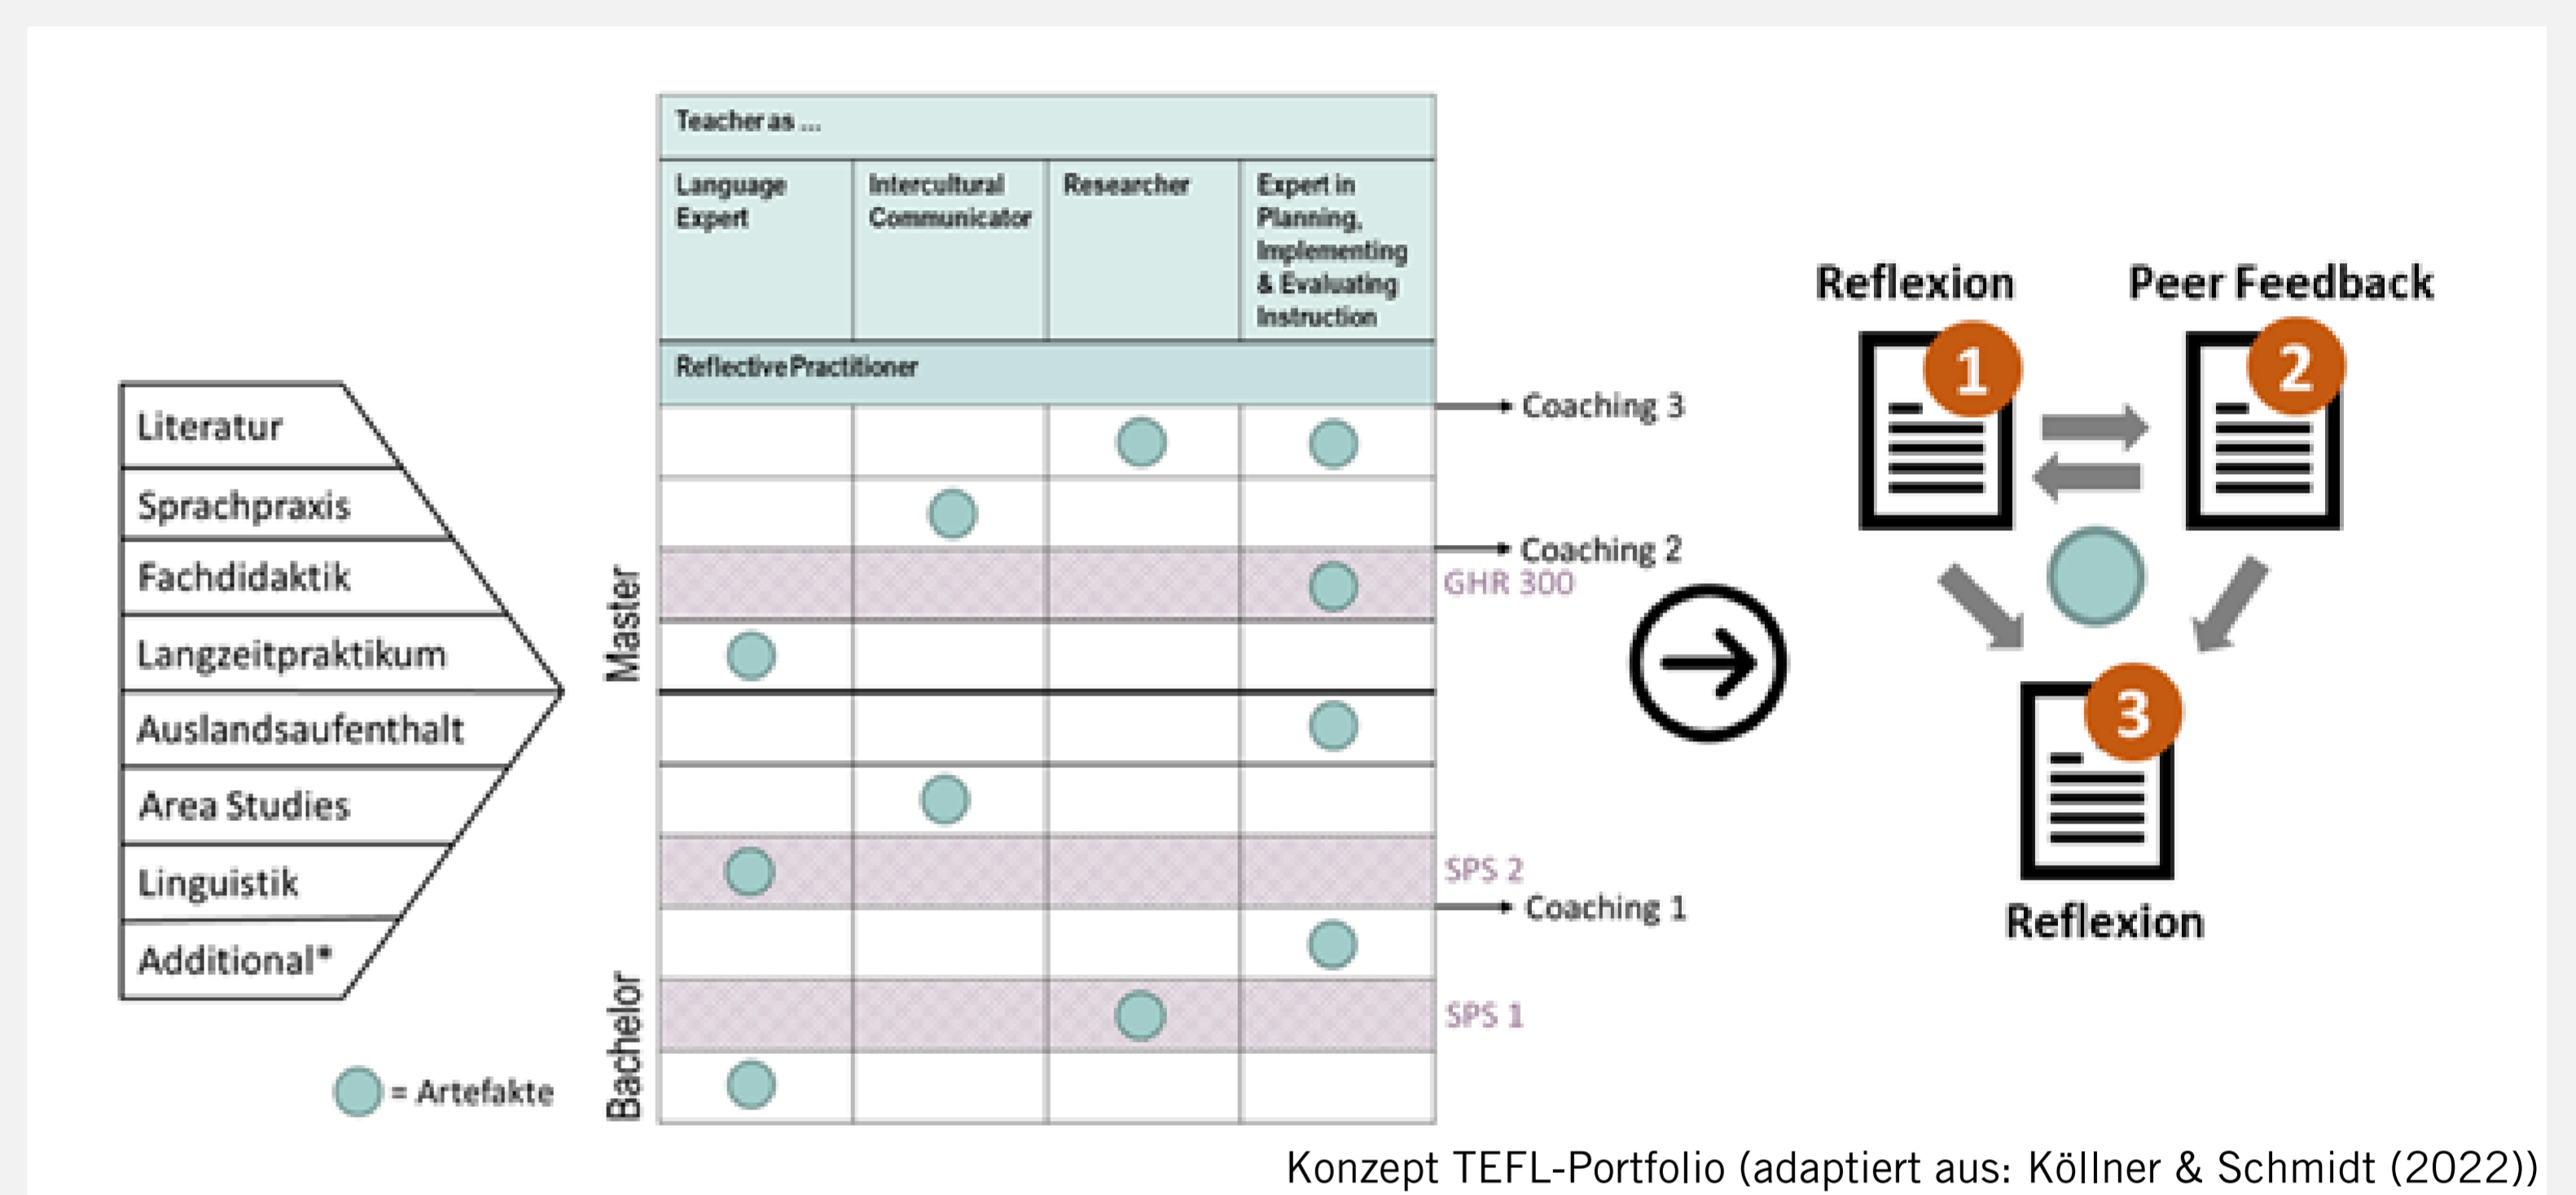 Teacher as ...
Language
Expert
Intercultural
Communicator
Researcher
Expert in
Planning,
Implementing
& Evaluating
Instruction
Reflective Practitioner
Literatur
Sprachpraxis
Fachdidaktik
Langzeitpraktikum
Auslandsaufenthalt
Area Studies
Linguistik
Additional*
= Artefakte
Master
Bachelor
Coaching 3
Coaching 2
GHR 300
SPS 2
Coaching 1
SPS 1
Reflexion
1
Peer Feedback
2
3
Reflexion
Konzept TEFL-Portfolio (adaptiert aus: Köllner & Schmidt (2022))